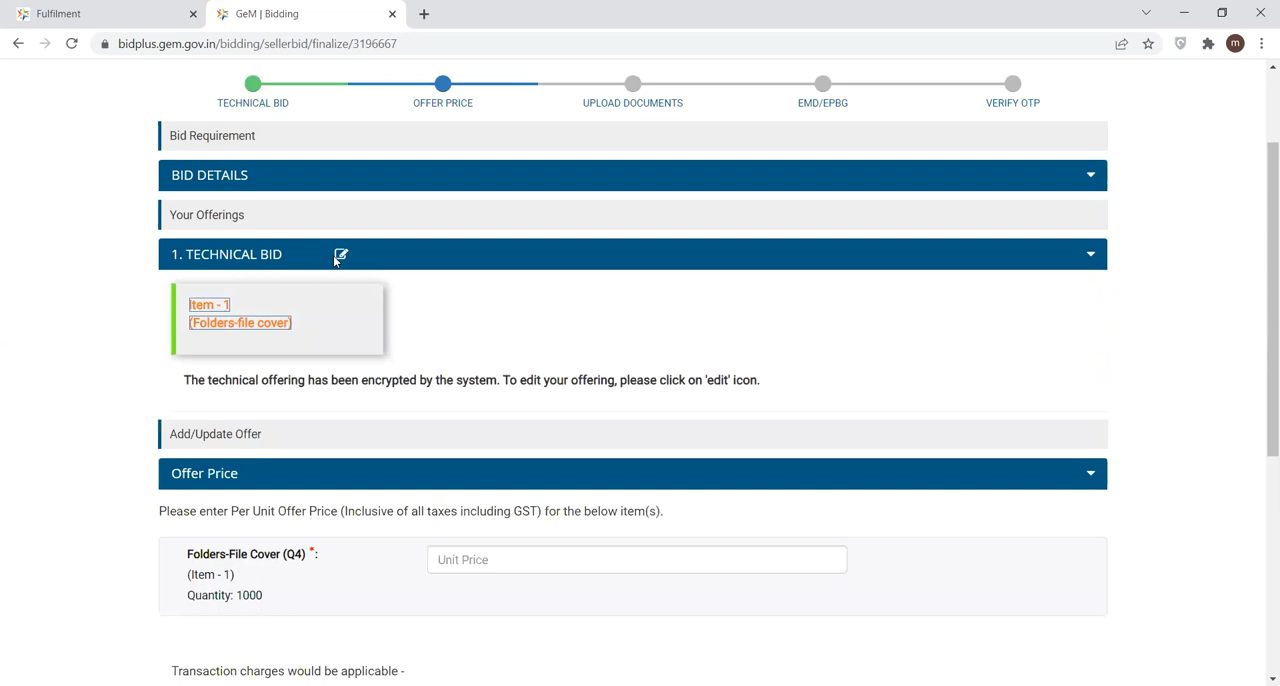 Fulfilment
GeM | Bidding
bidplus.gem.gov.in/bidding/sellerbid/finalize/3196667
m
TECHNICAL BID
OFFER PRICE
UPLOAD DOCUMENTS
EMD/EPBG
VERIFY OTP
Bid Requirement
BID DETAILS
Your Offerings
1. TECHNICAL BID
Item - 1
(Folders-file cover)
The technical offering has been encrypted by the system. To edit your offering, please click on 'edit' icon.
Add/Update Offer
Offer Price
Please enter Per Unit Offer Price (Inclusive of all taxes including GST) for the below item(s).
Folders-File Cover (Q4) *:
Unit Price
(Item - 1)
Quantity: 1000
Transaction charges would be applicable -